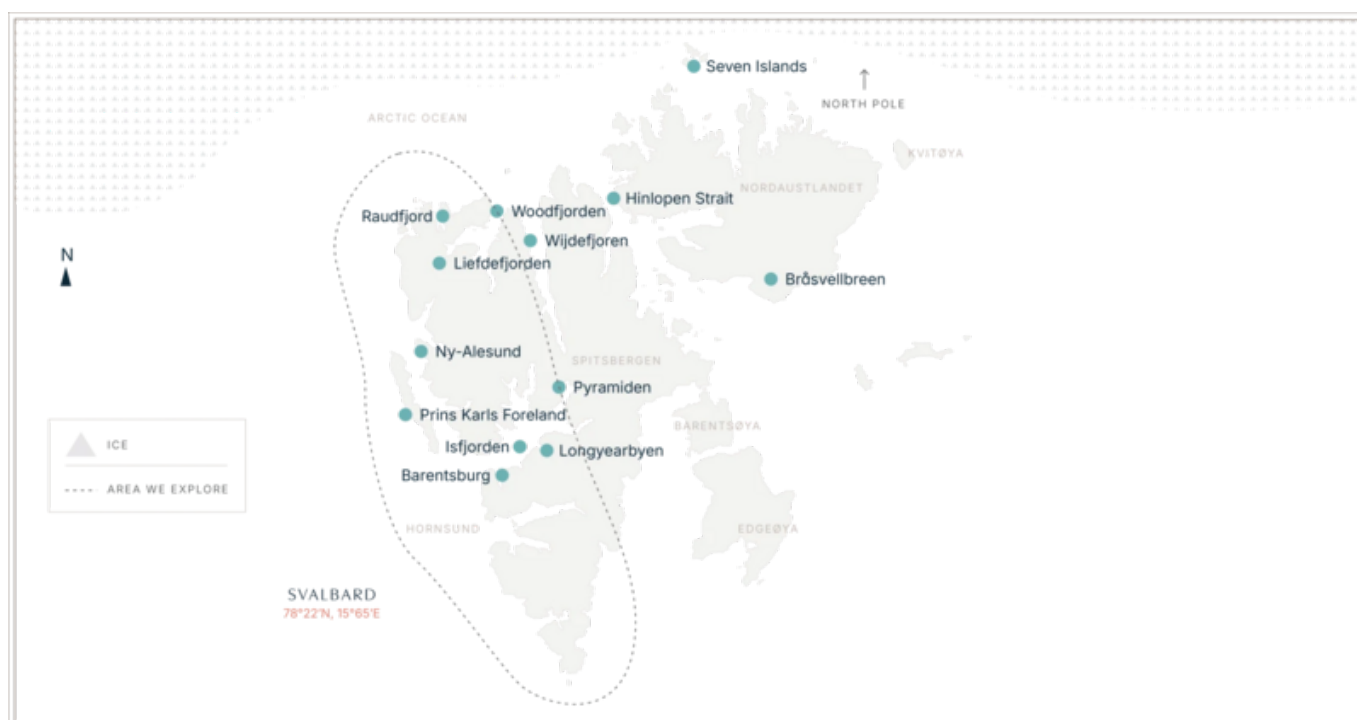 Seven Islands
NORTH POLE
ARCTIC OCEAN
KVITØYA
NORDAUSTLANDET
Hinlopen Strait
Raudfjord
Woodfjorden
Wijdefjoren
N
Liefdefjorden
Bråsvellbreen
Ny-Alesund
SPITSBERGEN
Pyramiden
Prins Karls Foreland
BARENTSØYA
ICE
Isfjorden
Longyearbyen
Barentsburg
AREA WE EXPLORE
HORNSUND
EDGEØYA
SVALBARD
78°22'N, 15°65'E